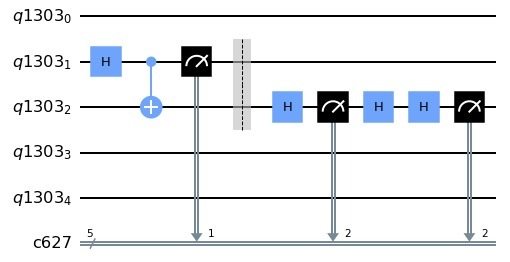 q1303₀
H
q1303₁
q1303₂ H H H
q1303₃
q1303₄
5 1 2 2
c627